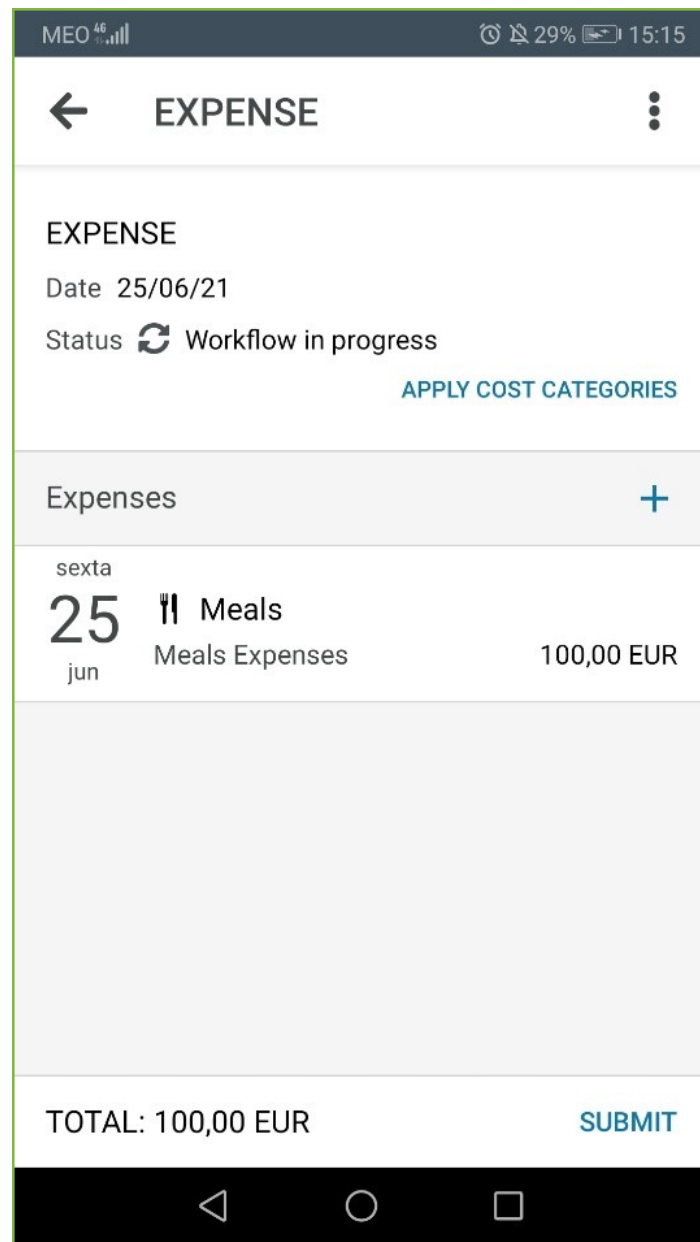 MEO 29% 15:15
EXPENSE
EXPENSE
Date 25/06/21
Status Workflow in progress
APPLY COST CATEGORIES
Expenses +
sexta
25
jun
Meals
Meals Expenses 100,00 EUR
TOTAL: 100,00 EUR SUBMIT